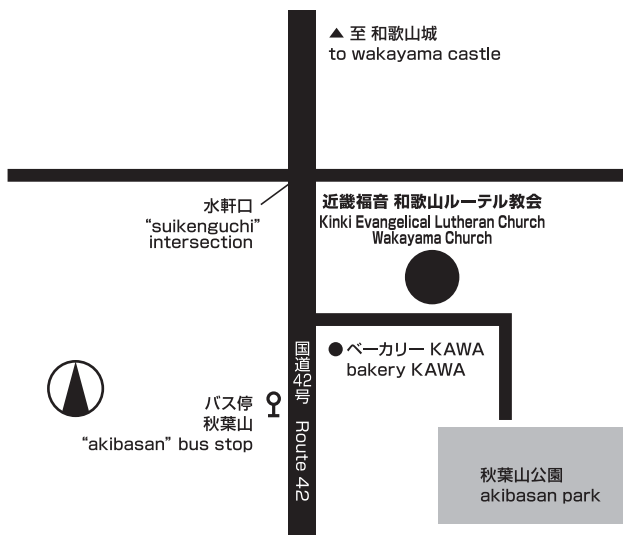 ▲ 至 和歌山城
to wakayama castle
水軒口
“suikenguchi”
intersection
近畿福音 和歌山ルーテル教会
Kinki Evangelical Lutheran Church
Wakayama Church
●ベーカリー KAWA
bakery KAWA
国道42号 Route 42
バス停
秋葉山
“akibasan” bus stop
秋葉山公園
akibasan park